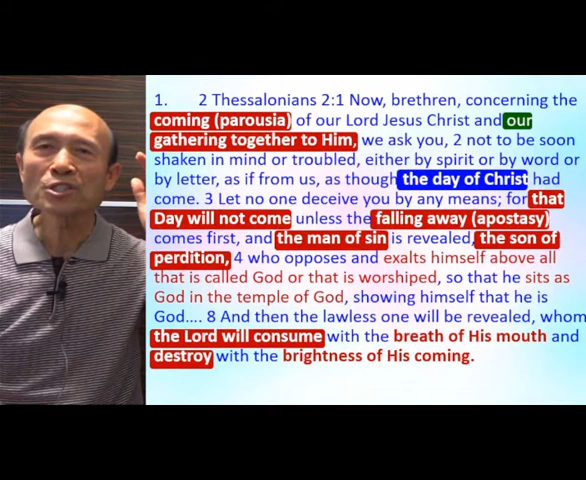 1. 2 Thessalonians 2:1 Now, brethren, concerning the
coming (parousia) of our Lord Jesus Christ and our
gathering together to Him, we ask you, 2 not to be soon
shaken in mind or troubled, either by spirit or by word or
by letter, as if from us, as though the day of Christ had
come. 3 Let no one deceive you by any means; for that
Day will not come unless the falling away (apostasy)
comes first, and the man of sin is revealed, the son of
perdition, 4 who opposes and exalts himself above all
that is called God or that is worshiped, so that he sits as
God in the temple of God, showing himself that he is
God.... 8 And then the lawless one will be revealed, whom
the Lord will consume with the breath of His mouth and
destroy with the brightness of His coming.